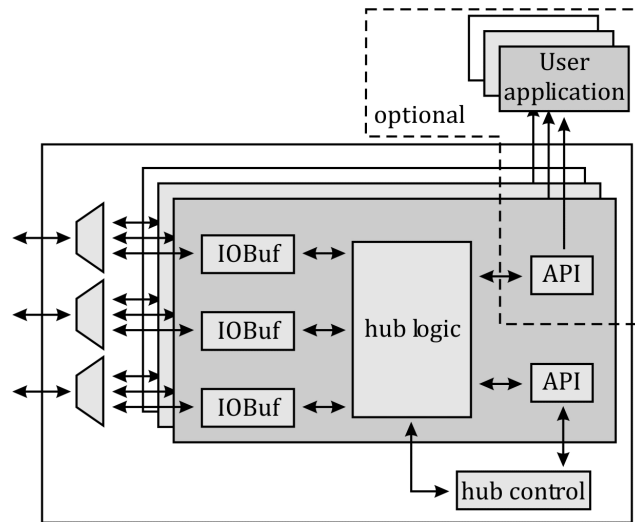 User
application
optional
IOBuf
API
IOBuf
hub logic
API
IOBuf
hub control